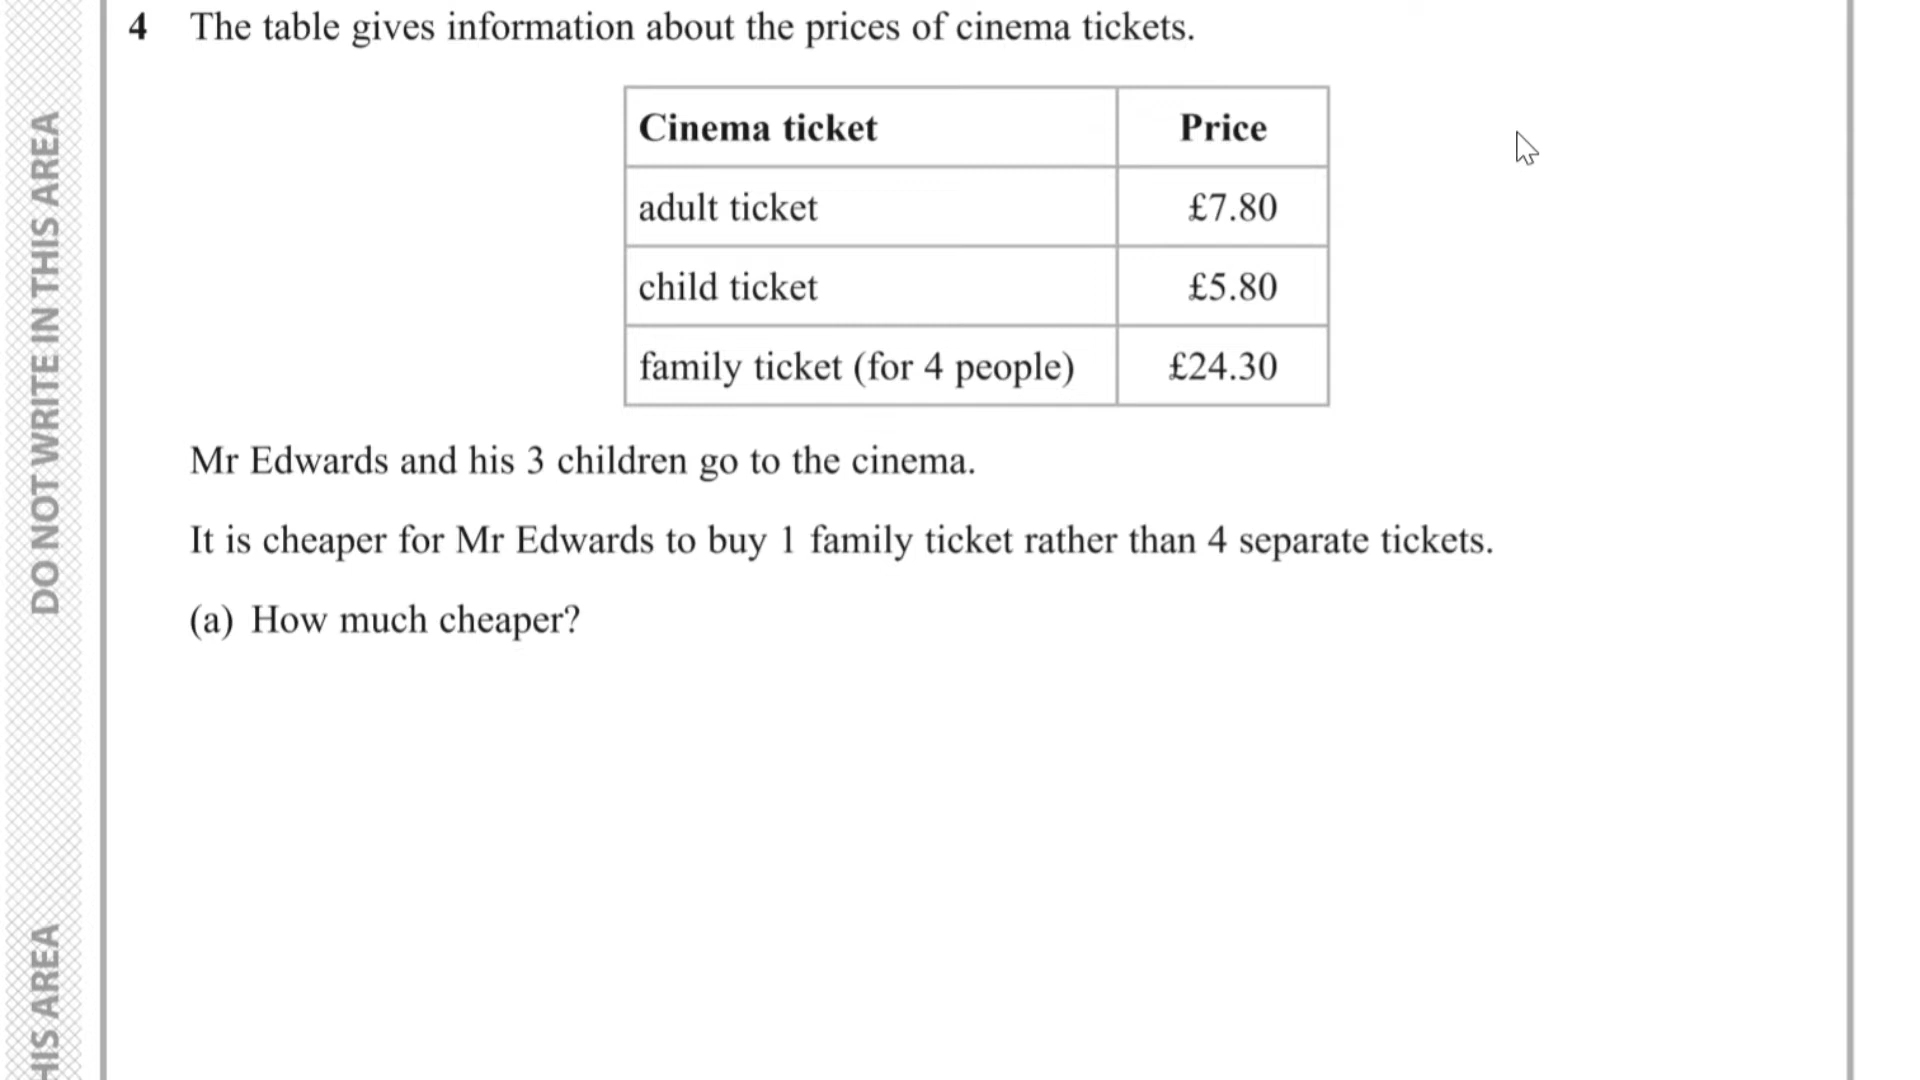 4 The table gives information about the prices of cinema tickets.
Cinema ticket Price
adult ticket £7.80
child ticket £5.80
family ticket (for 4 people) £24.30
Mr Edwards and his 3 children go to the cinema.
It is cheaper for Mr Edwards to buy 1 family ticket rather than 4 separate tickets.
(a) How much cheaper?
DO NOT WRITE IN THIS AREA
HIS AREA